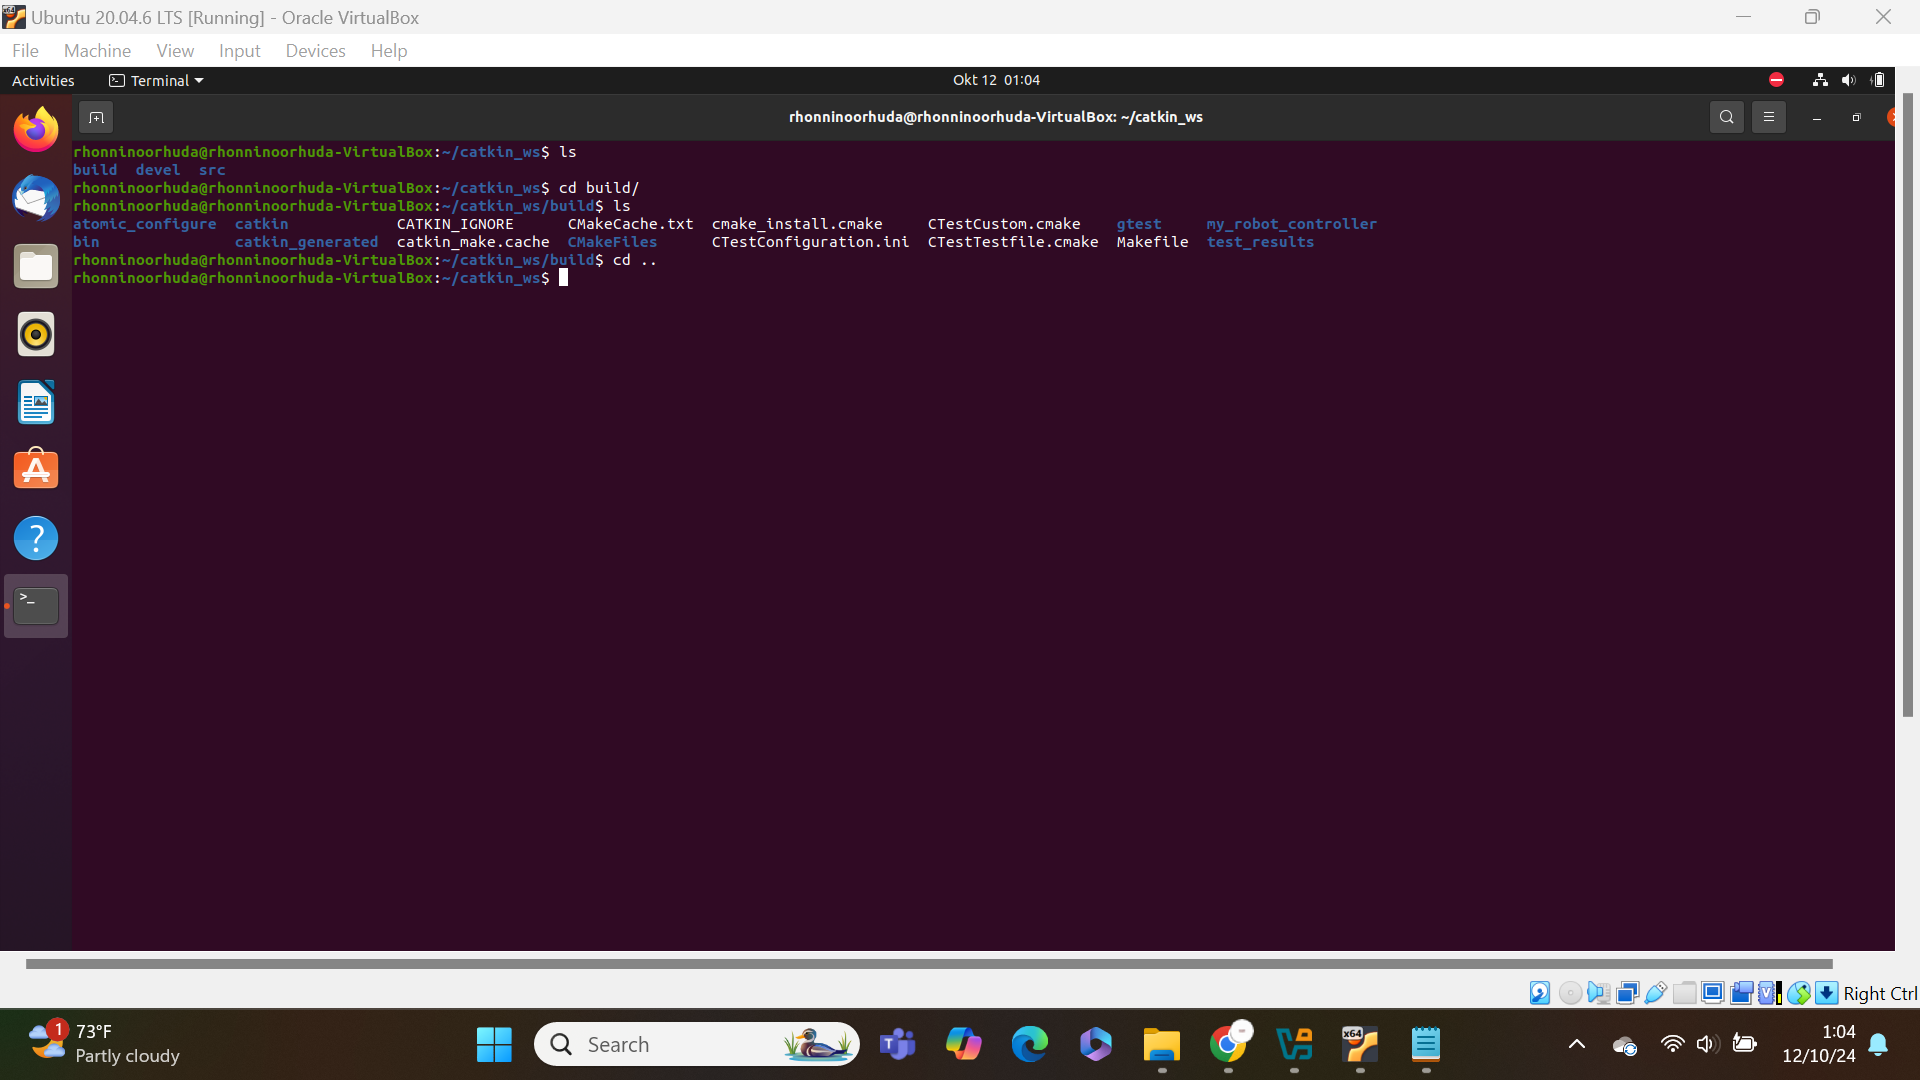 Ubuntu 20.04.6 LTS [Running] - Oracle VirtualBox
File Machine View Input Devices Help
Activities Terminal Okt 12 01:04
rhonninoorhuda@rhonninoorhuda-VirtualBox: ~/catkin_ws
rhonninoorhuda@rhonninoorhuda-VirtualBox:~/catkin_ws$ ls
build devel src
rhonninoorhuda@rhonninoorhuda-VirtualBox:~/catkin_ws$ cd build/
rhonninoorhuda@rhonninoorhuda-VirtualBox:~/catkin_ws/build$ ls
atomic_configure catkin CATKIN_IGNORE CMakeCache.txt cmake_install.cmake CTestCustom.cmake gtest my_robot_controller
bin catkin_generated catkin_make.cache CMakeFiles CTestConfiguration.ini CTestTestfile.cmake Makefile test_results
rhonninoorhuda@rhonninoorhuda-VirtualBox:~/catkin_ws/build$ cd ..
rhonninoorhuda@rhonninoorhuda-VirtualBox:~/catkin_ws$
Right Ctrl
1 73°F
Partly cloudy
Search
x64
1:04
12/10/24